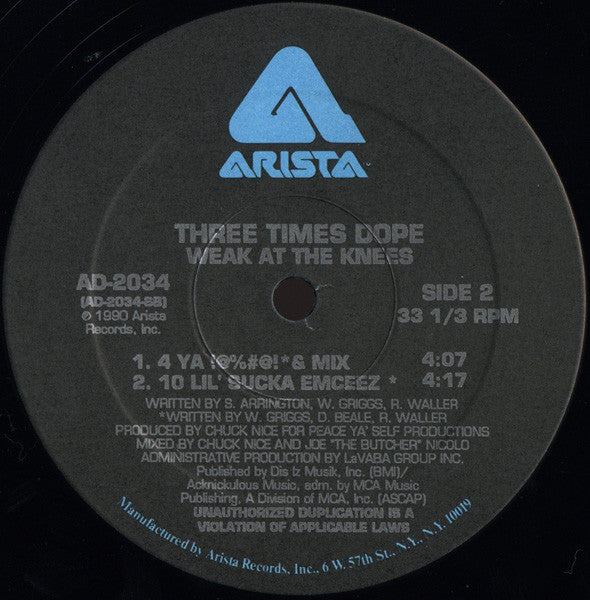 ARISTA
THREE TIMES DOPE
WEAK AT THE KNEES
AD-2034
(AD-2034-SB)
℗ 1990 Arista
Records, Inc.
SIDE 2
33 1/3 RPM
1. 4 YA !@%#@!*& MIX 4:07
2. 10 LIL' SUCKA EMCEEZ * 4:17
WRITTEN BY S. ARRINGTON, W. GRIGGS, R. WALLER
*WRITTEN BY W. GRIGGS, D. BEALE, R. WALLER
PRODUCED BY CHUCK NICE FOR PEACE YA' SELF PRODUCTIONS
MIXED BY CHUCK NICE AND JOE "THE BUTCHER" NICOLO
ADMINISTRATIVE PRODUCTION BY LaVABA GROUP INC.
Published by Dis Iz Musik, Inc. (BMI)/
Acknickulous Music, adm. by MCA Music
Publishing, A Division of MCA, Inc. (ASCAP)
UNAUTHORIZED DUPLICATION IS A
VIOLATION OF APPLICABLE LAWS
Manufactured by Arista Records, Inc., 6 W. 57th St., N.Y., N.Y. 10019